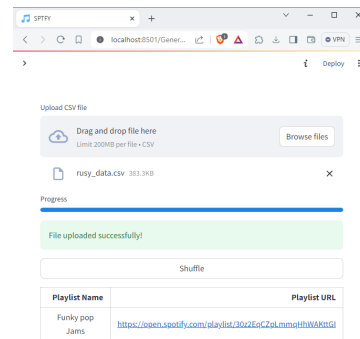 SPTFY
localhost:8501/Gener...
VPN
Deploy
Upload CSV file
Drag and drop file here
Limit 200MB per file • CSV
Browse files
rusy_data.csv 383.3KB
Progress
File uploaded successfully!
Shuffle
Playlist Name Playlist URL
Funky pop
Jams
https://open.spotify.com/playlist/30z2EqCZpLmmqHhWAKttGI